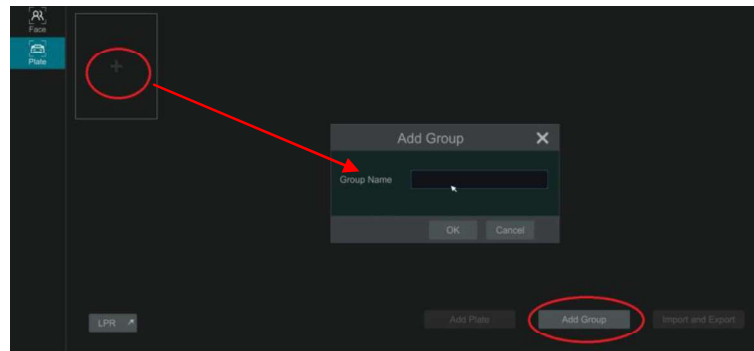 Face
Plate
+
Add Group
Group Name
OK Cancel
LPR
Add Plate Add Group Import and Export